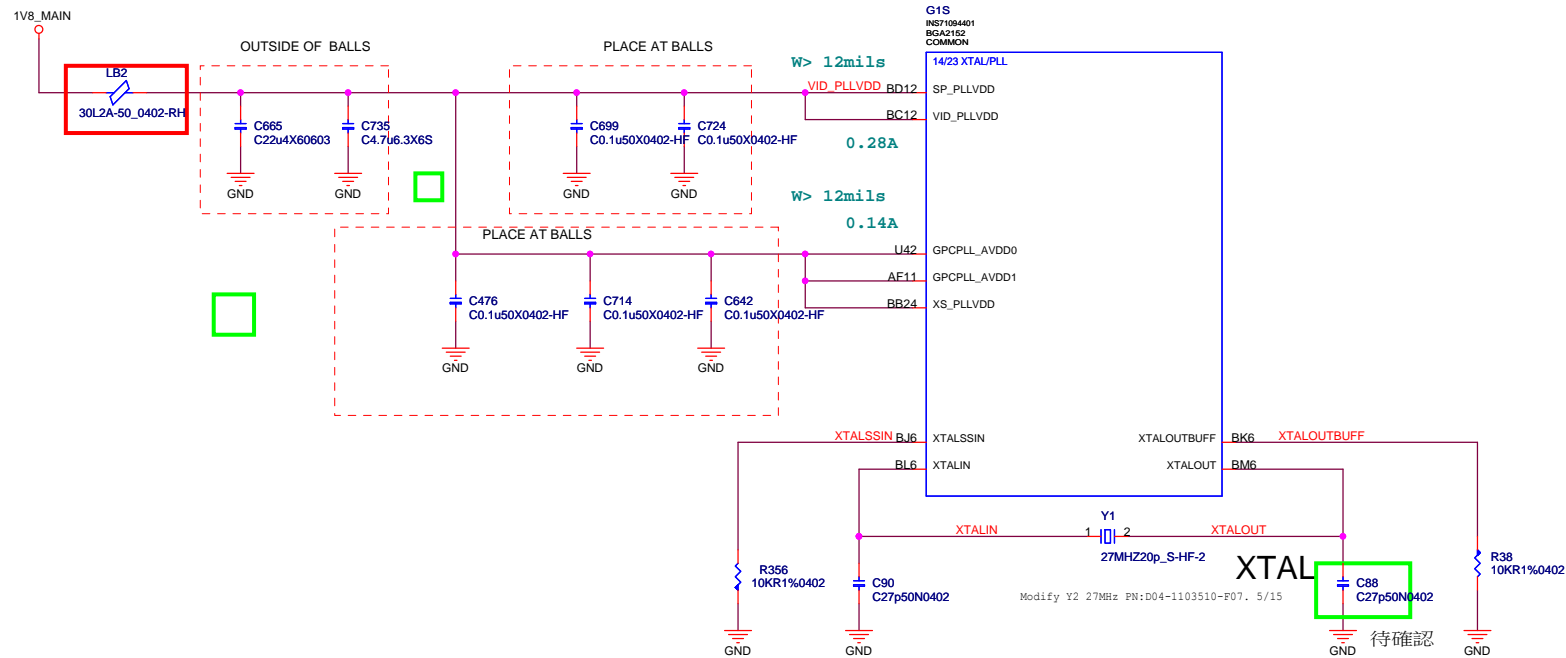 1V8_MAIN
LB2
30L2A-50_0402-RH
OUTSIDE OF BALLS
C665
C22u4X60603
C735
C4.7u6.3X6S
GND
GND
PLACE AT BALLS
C699
C0.1u50X0402-HF
C724
C0.1u50X0402-HF
GND
GND
W> 12mils
VID_PLLVDD
0.28A
W> 12mils
0.14A
PLACE AT BALLS
C476
C0.1u50X0402-HF
C714
C0.1u50X0402-HF
C642
C0.1u50X0402-HF
GND
GND
GND
G1S
INS71094401
BGA2152
COMMON
14/23 XTAL/PLL
BD12 SP_PLLVDD
BC12 VID_PLLVDD
U42 GPCPLL_AVDD0
AF11 GPCPLL_AVDD1
BB24 XS_PLLVDD
XTALSSIN BJ6 XTALSSIN
BL6 XTALIN
XTALOUTBUFF BK6 XTALOUTBUFF
XTALOUT BM6
XTALIN
Y1
1 2
27MHZ20p_S-HF-2
XTALOUT
XTAL
R356
10KR1%0402
C90
C27p50N0402
Modify Y2 27MHz PN:D04-1103510-F07. 5/15
C88
C27p50N0402
R38
10KR1%0402
GND
GND
GND
待確認
GND